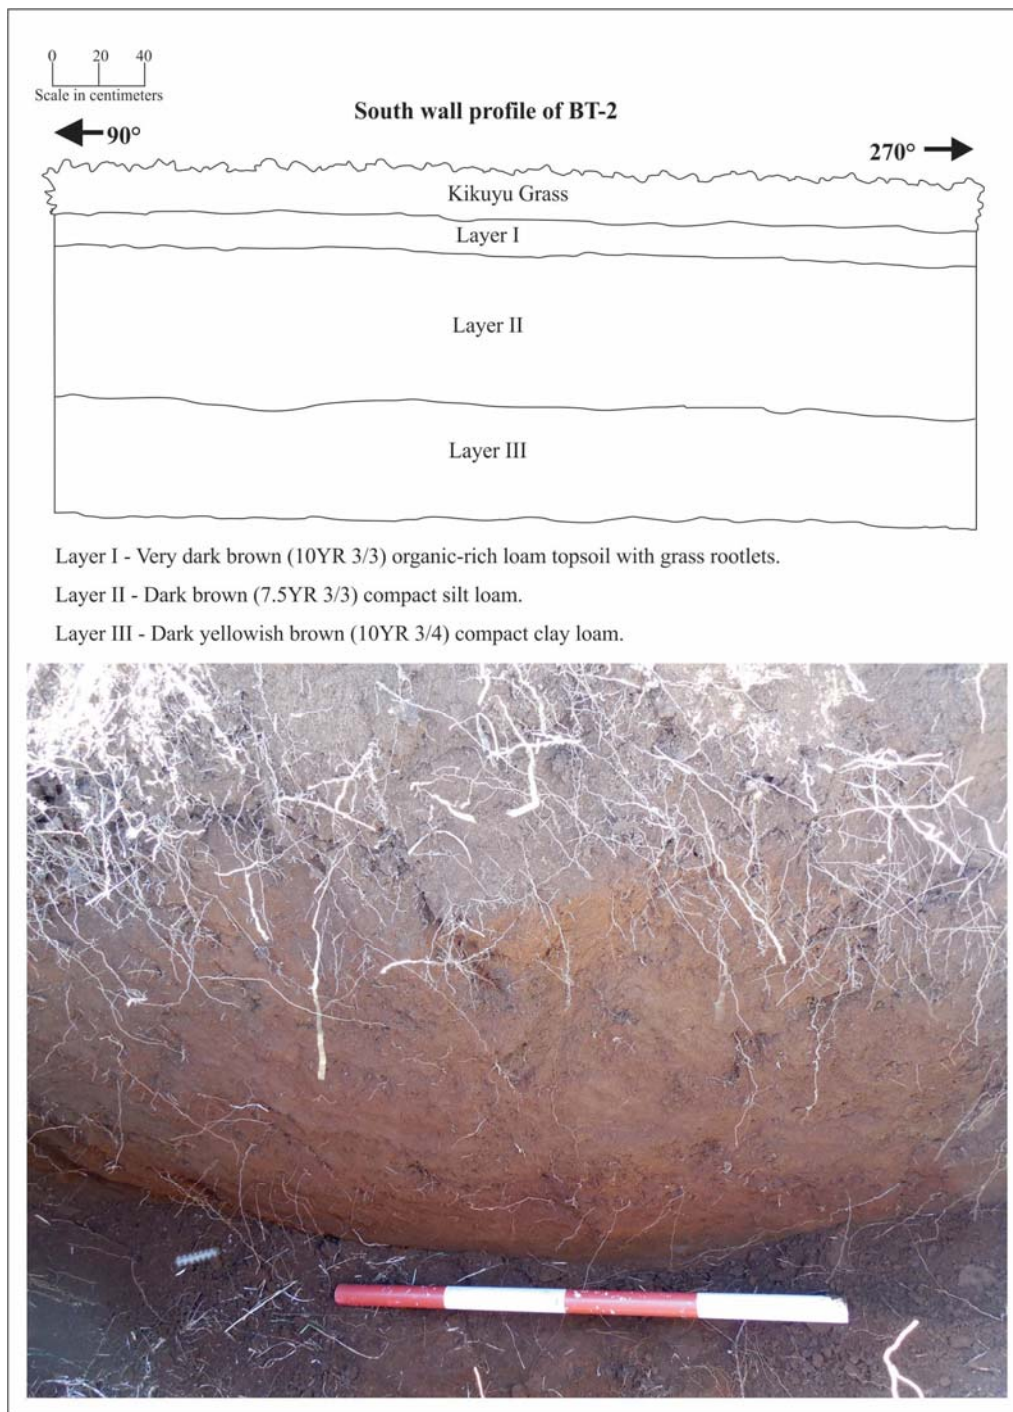 0 20 40
Scale in centimeters
South wall profile of BT-2
90°
270°
Kikuyu Grass
Layer I
Layer II
Layer III
Layer I - Very dark brown (10YR 3/3) organic-rich loam topsoil with grass rootlets.
Layer II - Dark brown (7.5YR 3/3) compact silt loam.
Layer III - Dark yellowish brown (10YR 3/4) compact clay loam.